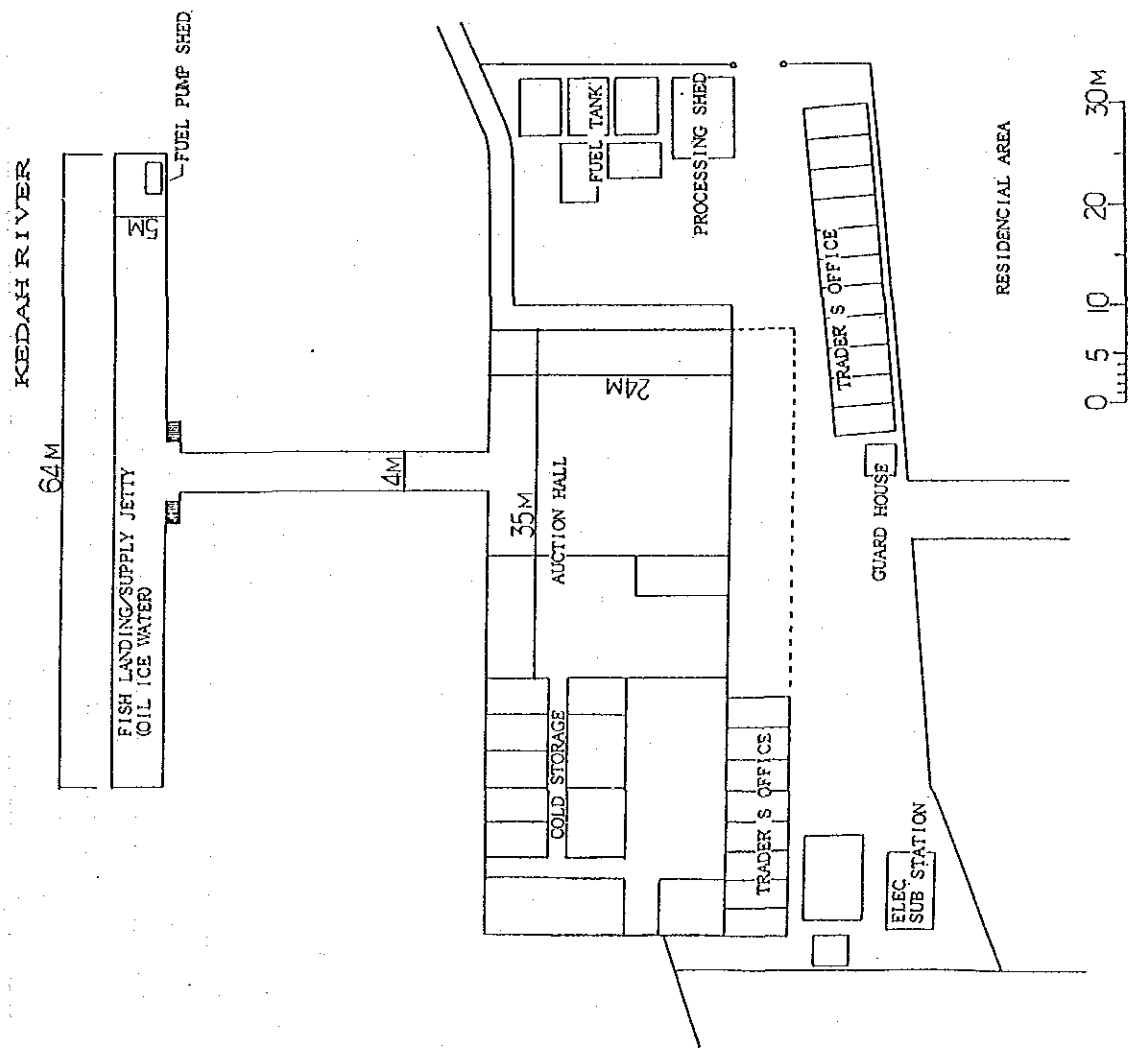 KEDAH RIVER
64M
FUEL PUMP SHED
5M
FISH LANDING/SUPPLY JETTY
(OIL ICE WATER)
4M
FUEL TANK
PROCESSING SHED
24M
35M
AUCTION HALL
COLD STORAGE
TRADER'S OFFICE
TRADER'S OFFICE
GUARD HOUSE
ELEC.
SUB STATION
RESIDENCIAL AREA
0 5 10 20 30M